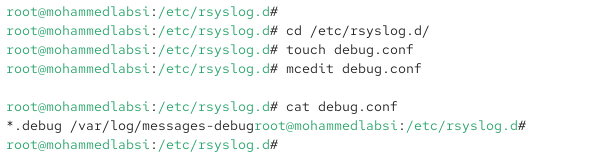 root@mohammedlabsi:/etc/rsyslog.d#
root@mohammedlabsi:/etc/rsyslog.d# cd /etc/rsyslog.d/
root@mohammedlabsi:/etc/rsyslog.d# touch debug.conf
root@mohammedlabsi:/etc/rsyslog.d# mcedit debug.conf
root@mohammedlabsi:/etc/rsyslog.d# cat debug.conf
*.debug /var/log/messages-debugroot@mohammedlabsi:/etc/rsyslog.d#
root@mohammedlabsi:/etc/rsyslog.d#